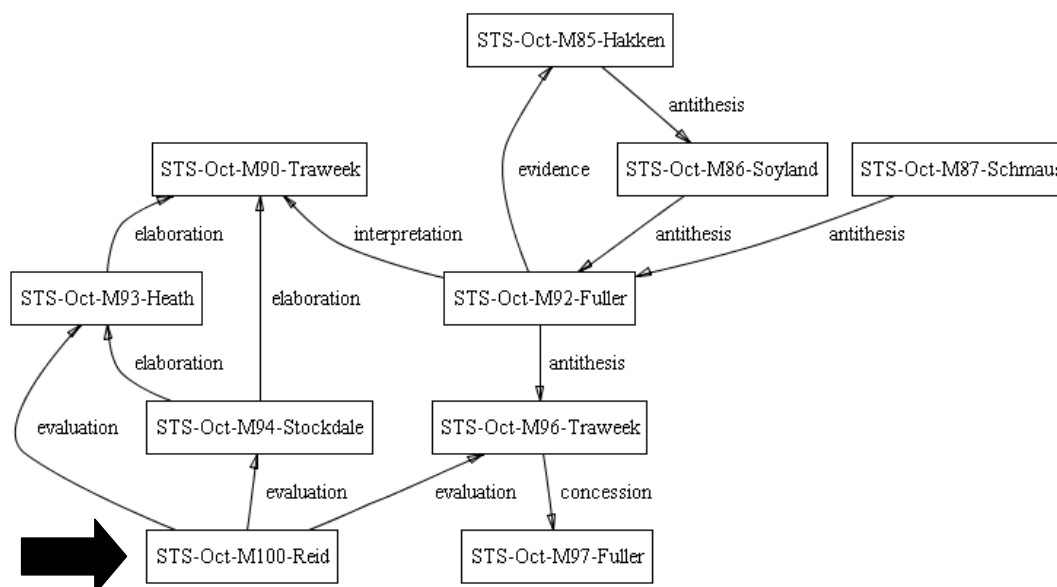 STS-Oct-M85-Hakken
antithesis
STS-Oct-M90-Traweek
evidence
STS-Oct-M86-Soyland
STS-Oct-M87-Schmaus
elaboration
interpretation
antithesis
antithesis
STS-Oct-M93-Heath
elaboration
STS-Oct-M92-Fuller
elaboration
antithesis
evaluation
STS-Oct-M94-Stockdale
STS-Oct-M96-Traweek
evaluation
evaluation
concession
STS-Oct-M100-Reid
STS-Oct-M97-Fuller